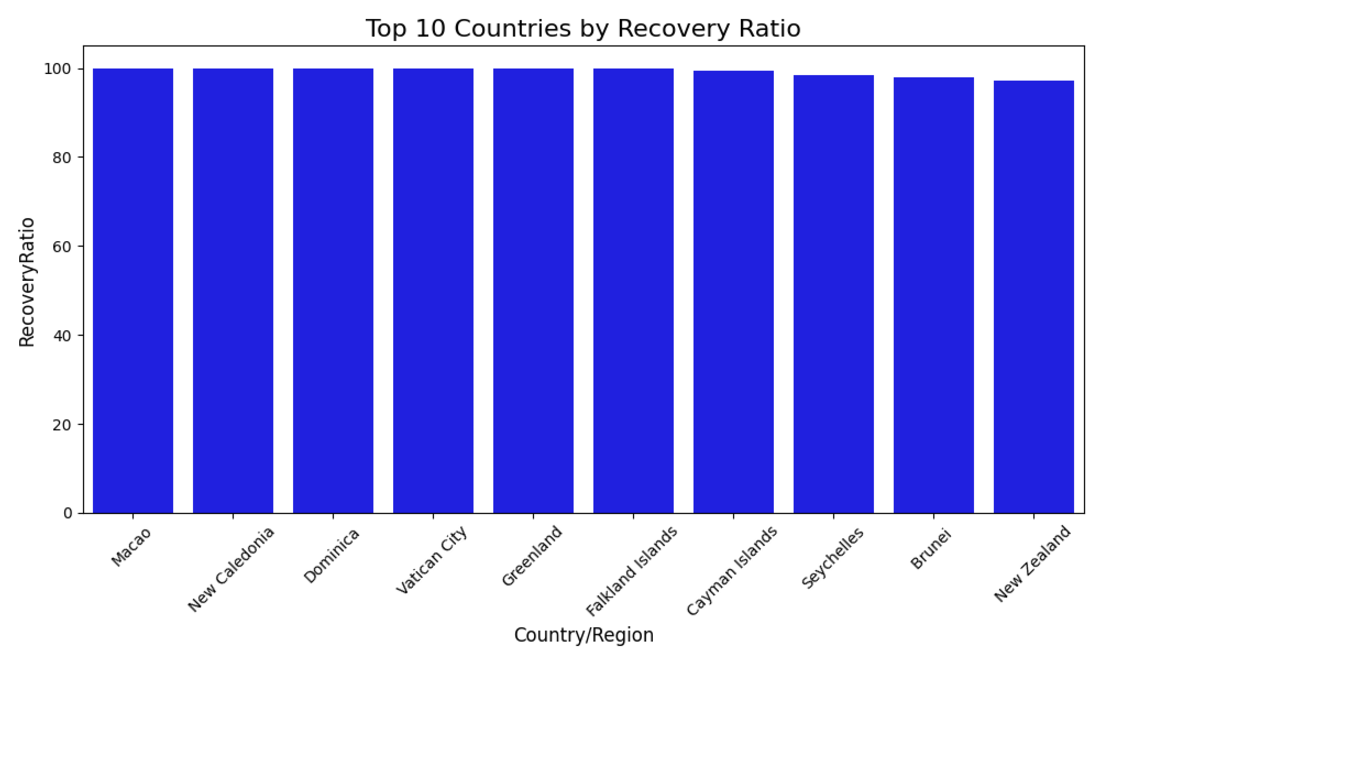 Top 10 Countries by Recovery Ratio
RecoveryRatio
100
80
60
40
20
0
Macao
New Caledonia
Dominica
Vatican City
Greenland
Falkland Islands
Cayman Islands
Seychelles
Brunei
New Zealand
Country/Region